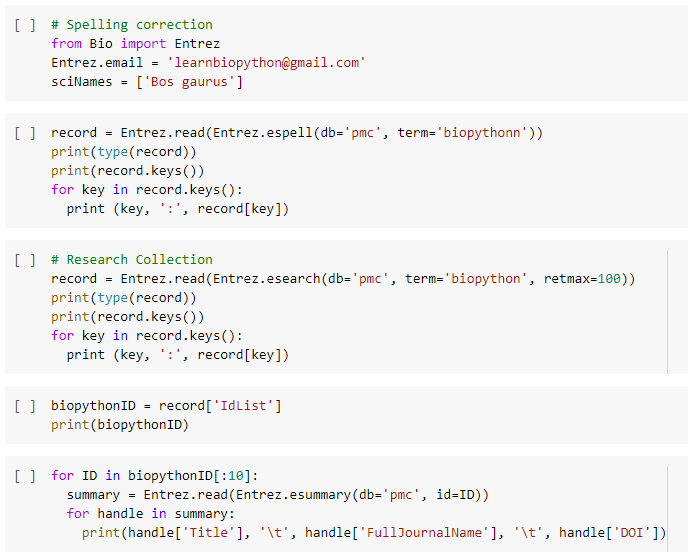 [ ] # Spelling correction
from Bio import Entrez
Entrez.email = 'learnbiopython@gmail.com'
sciNames = ['Bos gaurus']
[ ] record = Entrez.read(Entrez.espell(db='pmc', term='biopythonn'))
print(type(record))
print(record.keys())
for key in record.keys():
  print (key, ':', record[key])
[ ] # Research Collection
record = Entrez.read(Entrez.esearch(db='pmc', term='biopython', retmax=100))
print(type(record))
print(record.keys())
for key in record.keys():
  print (key, ':', record[key])
[ ] biopythonID = record['IdList']
print(biopythonID)
[ ] for ID in biopythonID[:10]:
  summary = Entrez.read(Entrez.esummary(db='pmc', id=ID))
  for handle in summary:
    print(handle['Title'], '\t', handle['FullJournalName'], '\t', handle['DOI'])